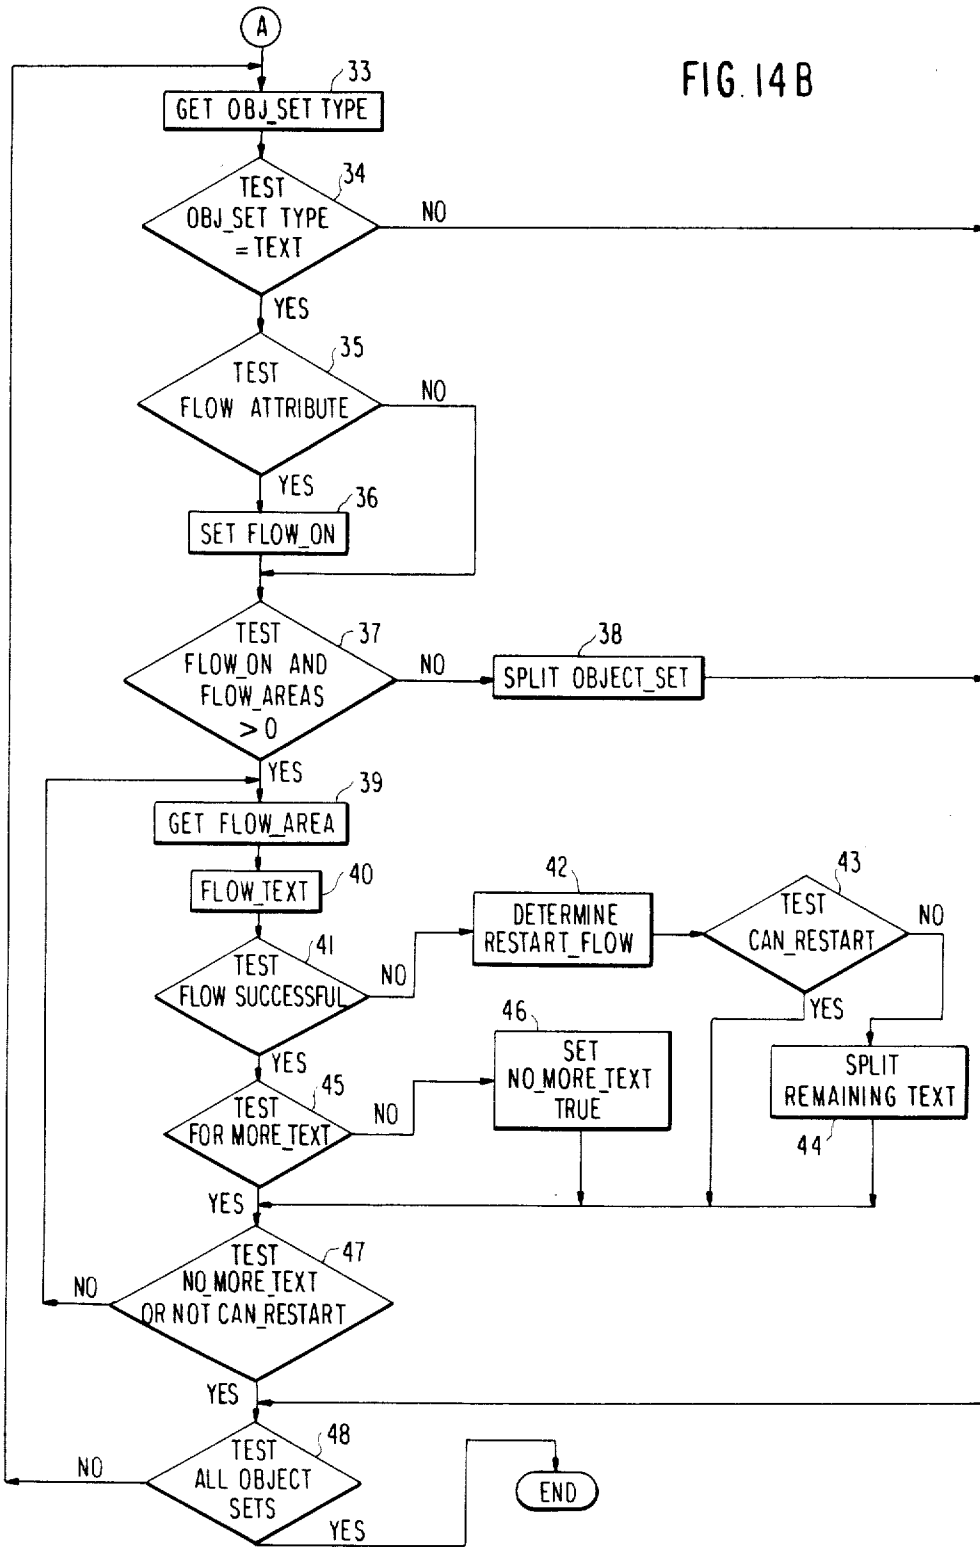 A
FIG. 14B
33
GET OBJ_SET TYPE
34
TEST
OBJ_SET TYPE
= TEXT
NO
YES
35
TEST
FLOW ATTRIBUTE
NO
YES
36
SET FLOW_ON
37
TEST
FLOW_ON AND
FLOW_AREAS
> 0
NO
38
SPLIT OBJECT_SET
YES
39
GET FLOW_AREA
40
FLOW_TEXT
41
TEST
FLOW SUCCESSFUL
NO
42
DETERMINE
RESTART_FLOW
43
TEST
CAN_RESTART
NO
YES
YES
44
SPLIT
REMAINING TEXT
45
TEST
FOR MORE_TEXT
NO
46
SET
NO_MORE_TEXT
TRUE
YES
47
TEST
NO_MORE_TEXT
OR NOT CAN_RESTART
NO
YES
48
TEST
ALL OBJECT
SETS
NO
YES
END